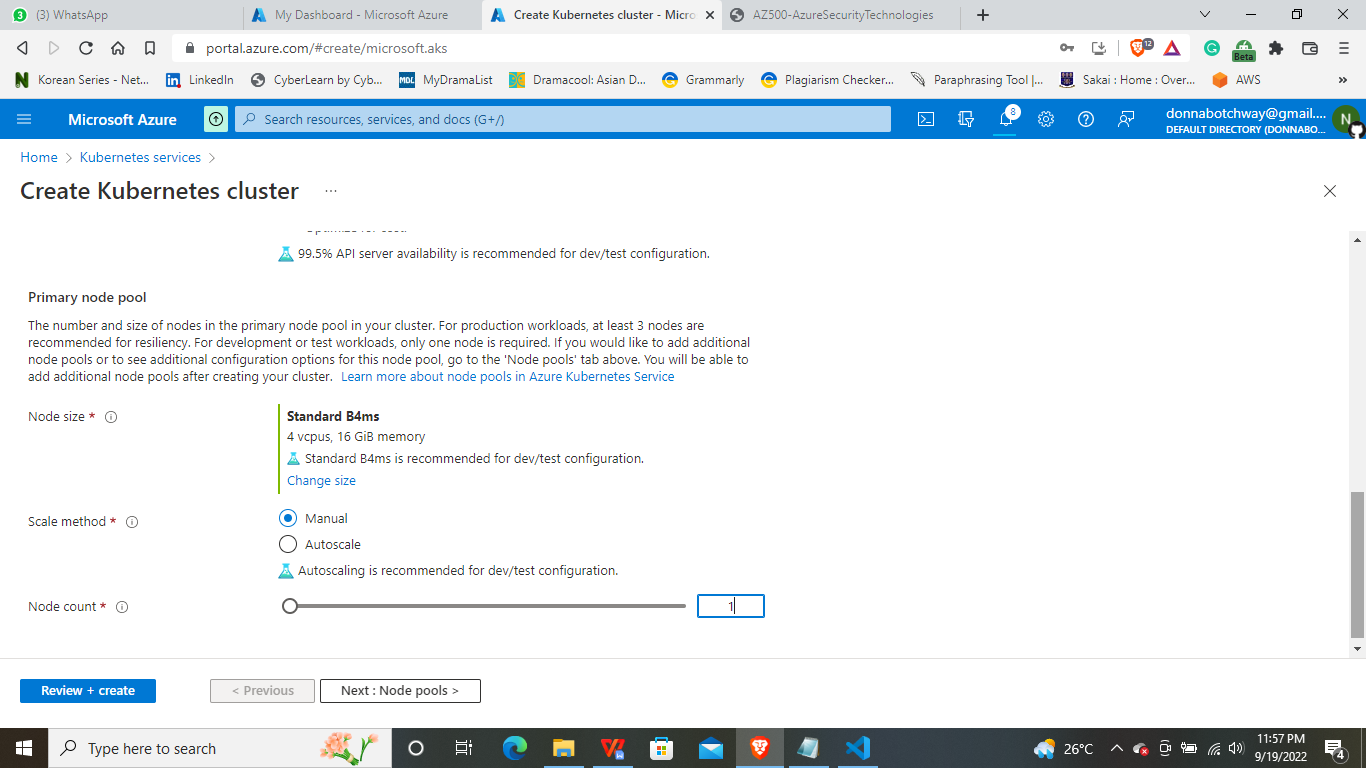 (3) WhatsApp
My Dashboard - Microsoft Azure
Create Kubernetes cluster - Micro
AZ500-AzureSecurityTechnologies
portal.azure.com/#create/microsoft.aks
12
Beta
Korean Series - Net...
LinkedIn
CyberLearn by Cyb...
MDL MyDramaList
Dramacool: Asian D...
Grammarly
Plagiarism Checker...
Paraphrasing Tool |...
Sakai : Home : Over...
AWS
Microsoft Azure
Search resources, services, and docs (G+/)
8
donnabotchway@gmail....
DEFAULT DIRECTORY (DONNABO...
N
Home > Kubernetes services >
Create Kubernetes cluster ...
99.5% API server availability is recommended for dev/test configuration.
Primary node pool
The number and size of nodes in the primary node pool in your cluster. For production workloads, at least 3 nodes are
recommended for resiliency. For development or test workloads, only one node is required. If you would like to add additional
node pools or to see additional configuration options for this node pool, go to the 'Node pools' tab above. You will be able to
add additional node pools after creating your cluster. Learn more about node pools in Azure Kubernetes Service
Node size *
Standard B4ms
4 vcpus, 16 GiB memory
Standard B4ms is recommended for dev/test configuration.
Change size
Scale method *
Manual
Autoscale
Autoscaling is recommended for dev/test configuration.
Node count *
1
Review + create
< Previous
Next : Node pools >
Type here to search
26°C
11:57 PM
9/19/2022
4